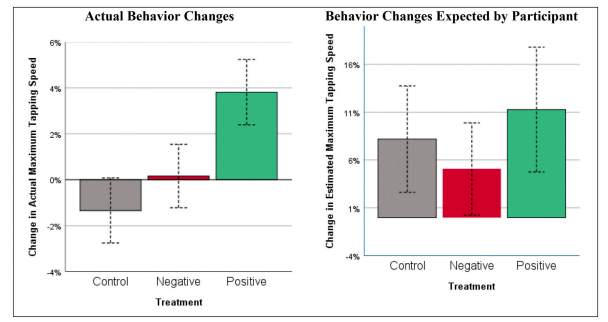 Actual Behavior Changes
Change in Actual Maximum Tapping Speed
6%
4%
2%
0%
-2%
-4%
Control Negative Positive
Treatment
Behavior Changes Expected by Participant
Change in Estimated Maximum Tapping Speed
16%
11%
6%
1%
-4%
Control Negative Positive
Treatment